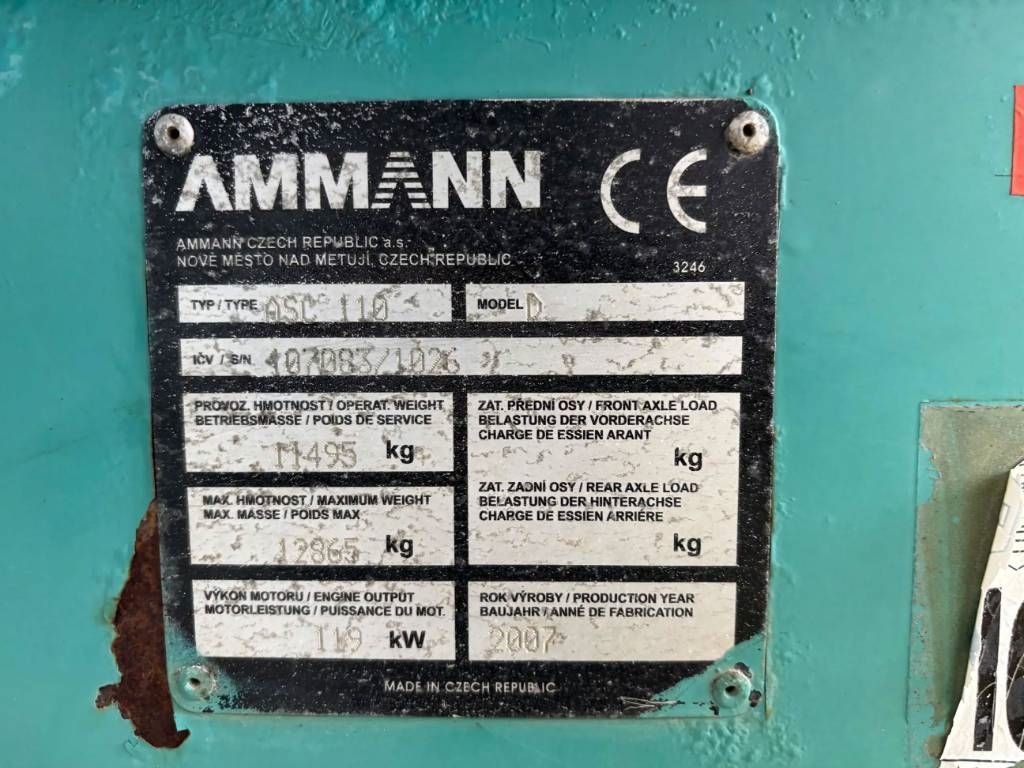 AMMANN CE
AMMANN CZECH REPUBLIC a.s.
NOVÉ MĚSTO NAD METUJÍ, CZECH REPUBLIC
3246
TYP / TYPE ASC 110
MODEL D
IČV / S/N. 107083/1026
PROVOZ. HMOTNOST / OPERAT. WEIGHT
BETRIEBSMASSE / POIDS DE SERVICE
11495 kg
MAX. HMOTNOST / MAXIMUM WEIGHT
MAX. MASSE / POIDS MAX
12865 kg
VÝKON MOTORU / ENGINE OUTPUT
MOTORLEISTUNG / PUISSANCE DU MOT.
119 kW
ZAT. PŘEDNÍ OSY / FRONT AXLE LOAD
BELASTUNG DER VORDERACHSE
CHARGE DE ESSIEN ARANT
kg
ZAT. ZADNÍ OSY / REAR AXLE LOAD
BELASTUNG DER HINTERACHSE
CHARGE DE ESSIEN ARRIÉRE
kg
ROK VÝROBY / PRODUCTION YEAR
BAUJAHR / ANNÉ DE FABRICATION
2007
MADE IN CZECH REPUBLIC